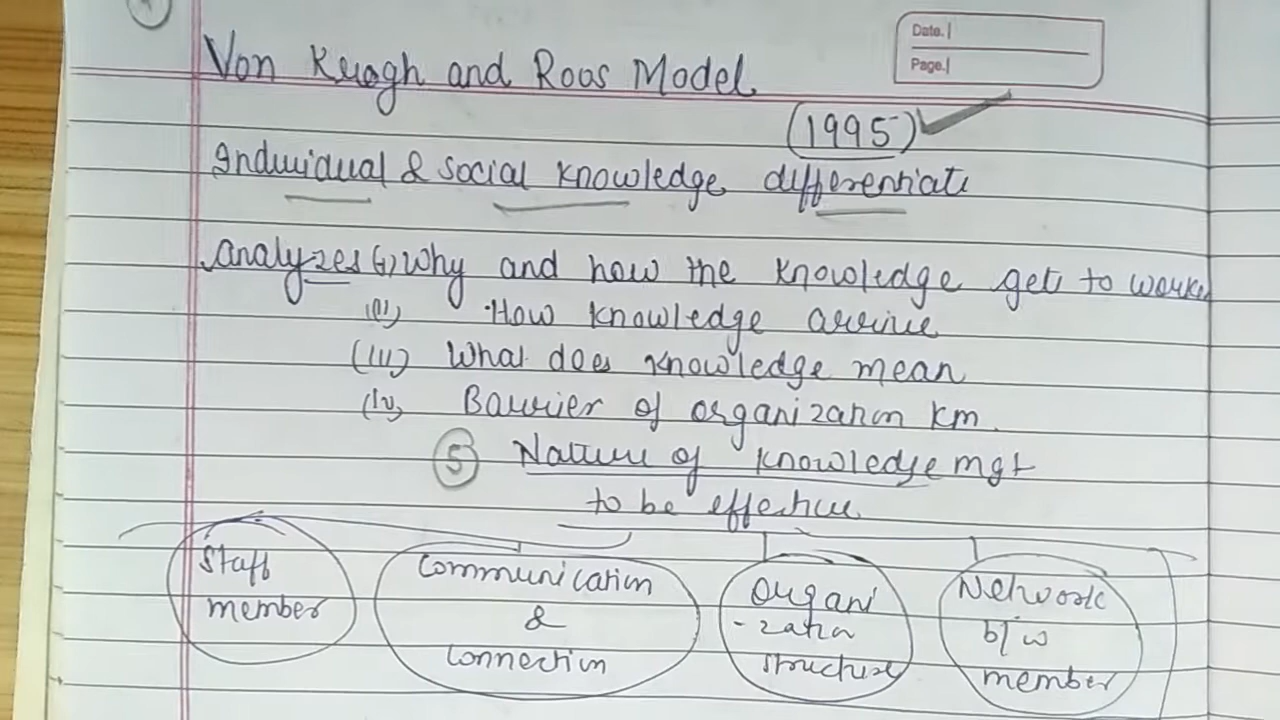 Date.
Page.
Von Krogh and Roos Model
(1995)
Individual & social knowledge differentiate
Analyzes (i) Why and how the knowledge gets to worker
(ii) How knowledge arrive
(iii) What does knowledge mean
(iv) Barrier of organization km.
5 Nature of knowledge mgt
to be effective
Staff
member
Communication
&
Connection
Organi
-zation
structure
Network
b/w
member